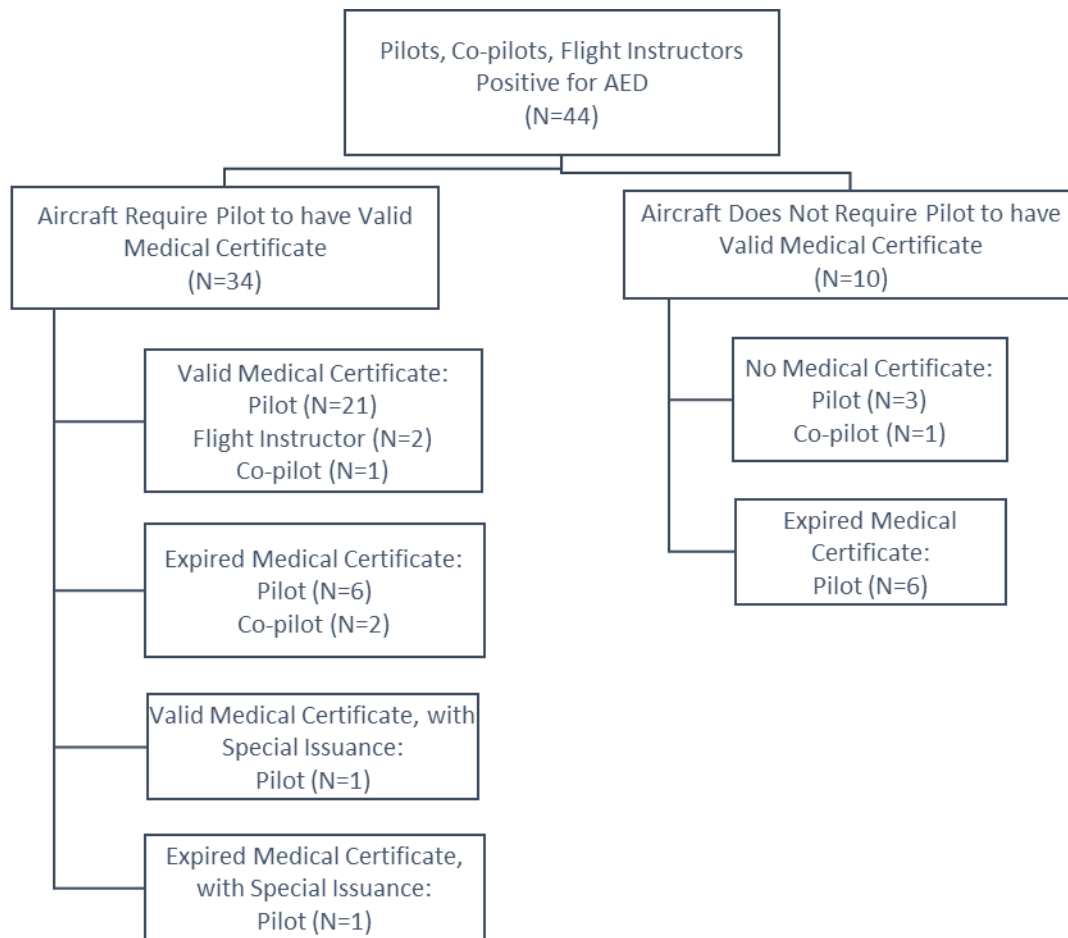 Pilots, Co-pilots, Flight Instructors
Positive for AED
(N=44)
Aircraft Require Pilot to have Valid
Medical Certificate
(N=34)
Valid Medical Certificate:
Pilot (N=21)
Flight Instructor (N=2)
Co-pilot (N=1)
Expired Medical Certificate:
Pilot (N=6)
Co-pilot (N=2)
Valid Medical Certificate, with
Special Issuance:
Pilot (N=1)
Expired Medical Certificate,
with Special Issuance:
Pilot (N=1)
Aircraft Does Not Require Pilot to have
Valid Medical Certificate
(N=10)
No Medical Certificate:
Pilot (N=3)
Co-pilot (N=1)
Expired Medical
Certificate:
Pilot (N=6)